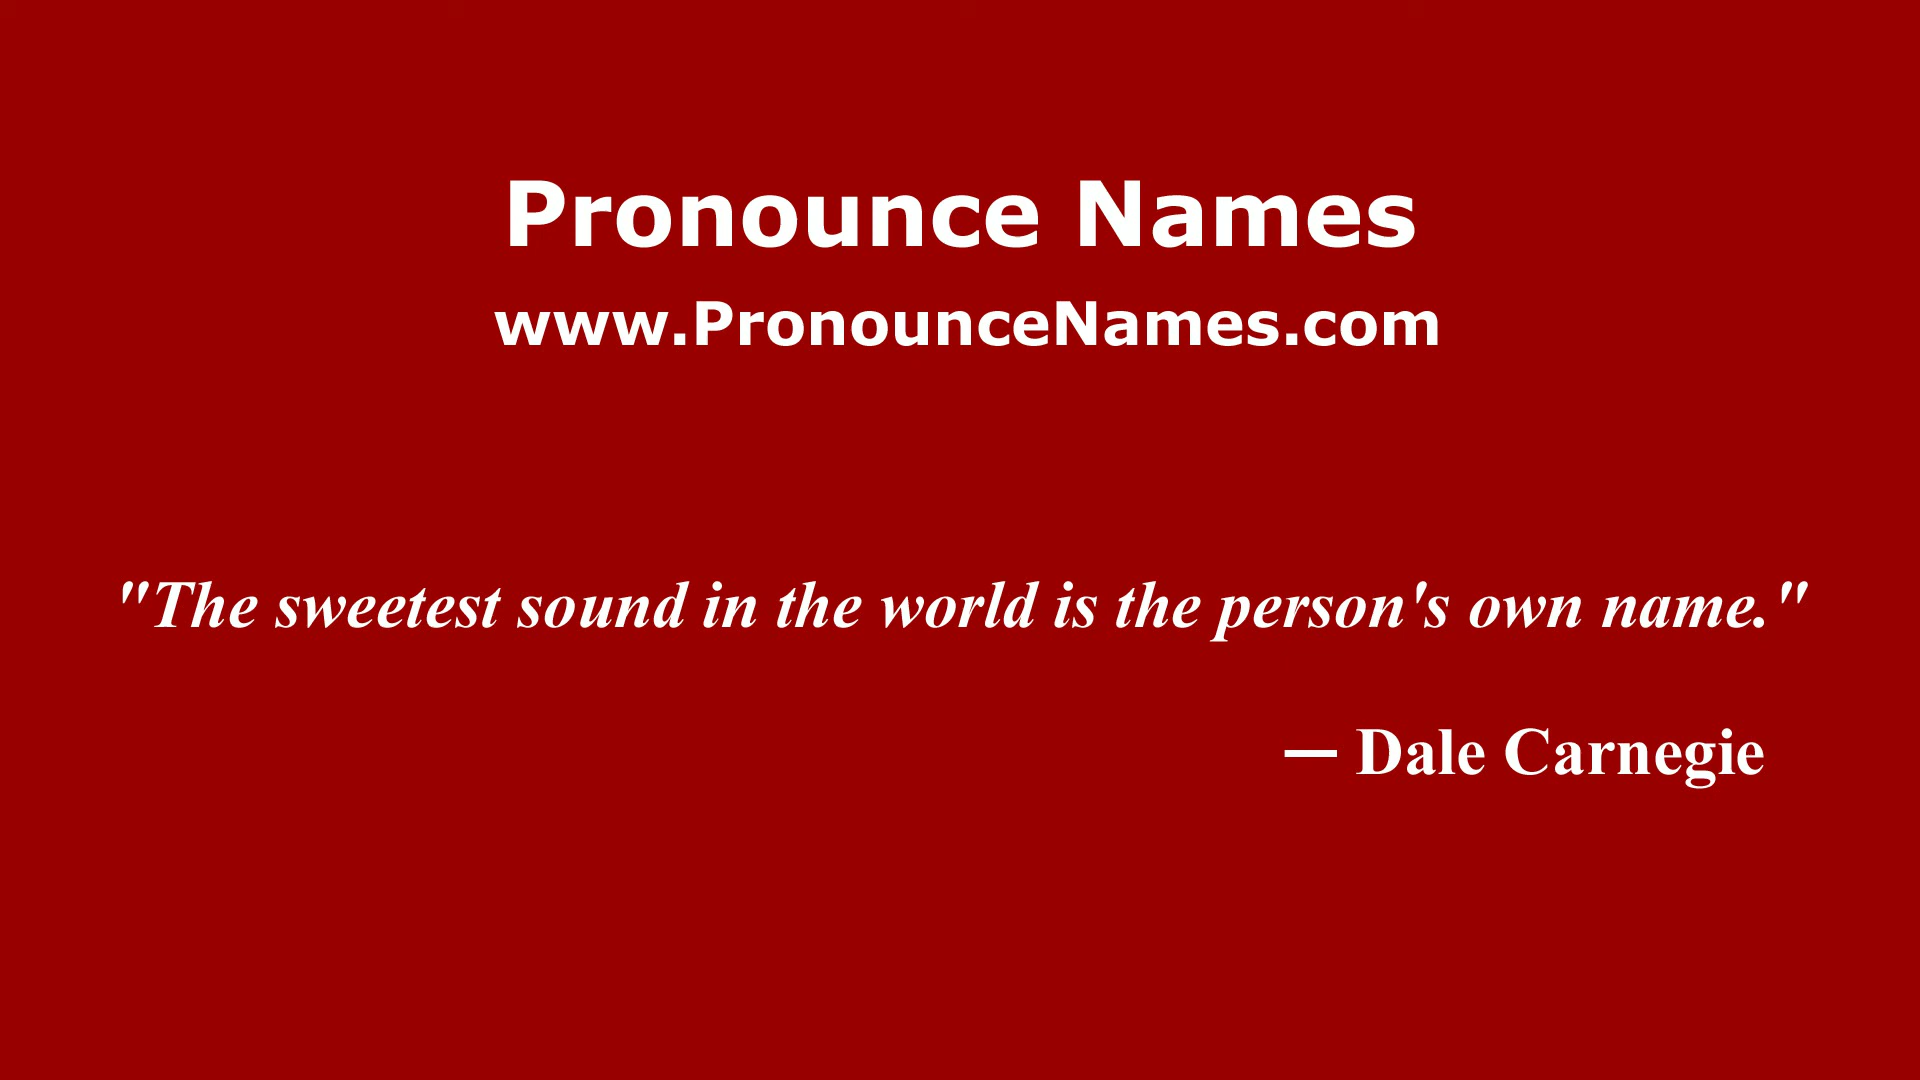 Pronounce Names
www.PronounceNames.com
"The sweetest sound in the world is the person's own name."
— Dale Carnegie